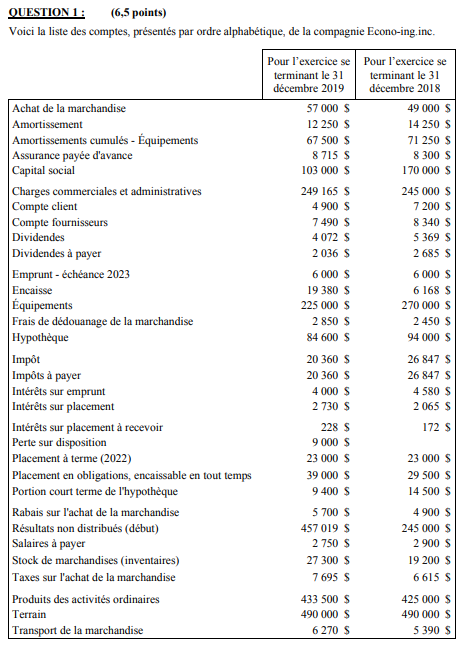 QUESTION 1 : (6,5 points)
Voici la liste des comptes, présentés par ordre alphabétique, de la compagnie Econo-ing.inc.
Pour l'exercice se terminant le 31 décembre 2019 Pour l'exercice se terminant le 31 décembre 2018
Achat de la marchandise 57 000 $ 49 000 $
Amortissement 12 250 $ 14 250 $
Amortissements cumulés - Équipements 67 500 $ 71 250 $
Assurance payée d'avance 8 715 $ 8 300 $
Capital social 103 000 $ 170 000 $
Charges commerciales et administratives 249 165 $ 245 000 $
Compte client 4 900 $ 7 200 $
Compte fournisseurs 7 490 $ 8 340 $
Dividendes 4 072 $ 5 369 $
Dividendes à payer 2 036 $ 2 685 $
Emprunt - échéance 2023 6 000 $ 6 000 $
Encaisse 19 380 $ 6 168 $
Équipements 225 000 $ 270 000 $
Frais de dédouanage de la marchandise 2 850 $ 2 450 $
Hypothèque 84 600 $ 94 000 $
Impôt 20 360 $ 26 847 $
Impôts à payer 20 360 $ 26 847 $
Intérêts sur emprunt 4 000 $ 4 580 $
Intérêts sur placement 2 730 $ 2 065 $
Intérêts sur placement à recevoir 228 $ 172 $
Perte sur disposition 9 000 $
Placement à terme (2022) 23 000 $ 23 000 $
Placement en obligations, encaissable en tout temps 39 000 $ 29 500 $
Portion court terme de l'hypothèque 9 400 $ 14 500 $
Rabais sur l'achat de la marchandise 5 700 $ 4 900 $
Résultats non distribués (début) 457 019 $ 245 000 $
Salaires à payer 2 750 $ 2 900 $
Stock de marchandises (inventaires) 27 300 $ 19 200 $
Taxes sur l'achat de la marchandise 7 695 $ 6 615 $
Produits des activités ordinaires 433 500 $ 425 000 $
Terrain 490 000 $ 490 000 $
Transport de la marchandise 6 270 $ 5 390 $